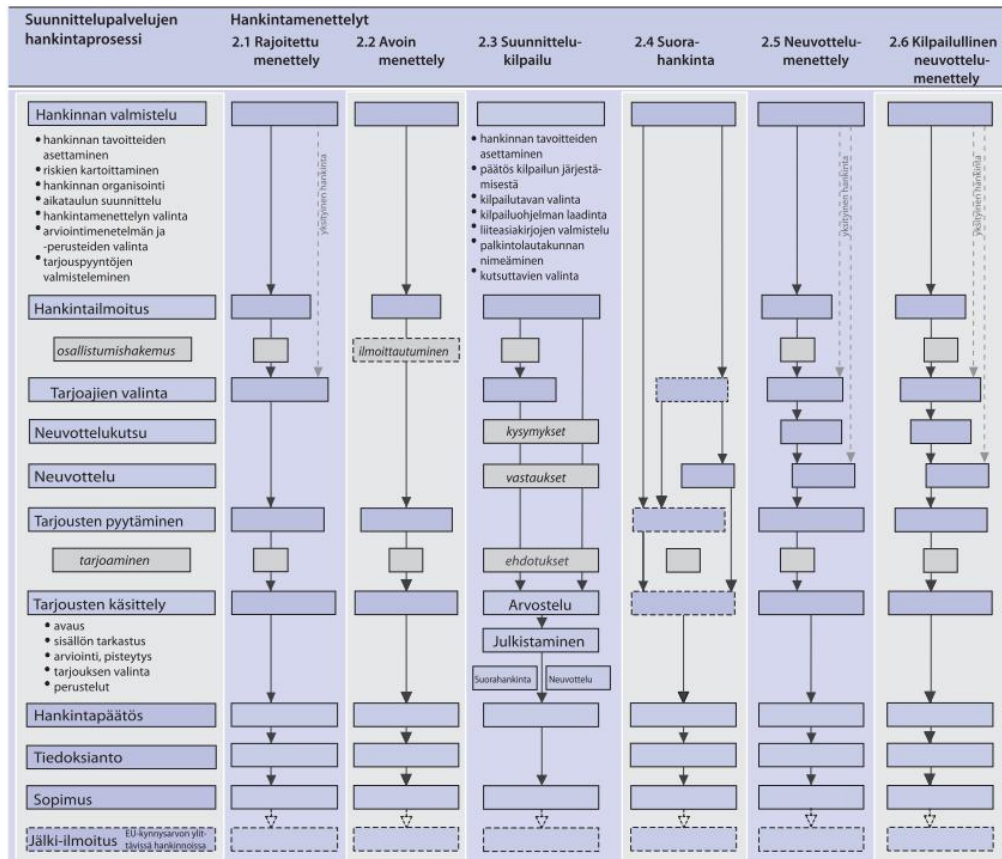 Suunnittelupalvelujen
hankintaprosessi
Hankintamenettelyt
2.1 Rajoitettu
menettely
2.2 Avoin
menettely
2.3 Suunnittelu-
kilpailu
2.4 Suora-
hankinta
2.5 Neuvottelu-
menettely
2.6 Kilpailullinen
neuvottelu-
menettely
Hankinnan valmistelu
• hankinnan tavoitteiden
asettaminen
• riskien kartoittaminen
• hankinnan organisointi
• aikataulun suunnittelu
• hankintamenettelyn valinta
• arviointimenetelmän ja
-perusteiden valinta
• tarjouspyyntöjen
valmisteleminen
yksityinen hankinta
• hankinnan tavoitteiden
asettaminen
• päätös kilpailun järjestä-
misestä
• kilpailutavan valinta
• kilpailuohjelman laadinta
• liiteasiakirjojen valmistelu
• palkintolautakunnan
nimeäminen
• kutsuttavien valinta
yksityinen hankinta
yksityinen hankinta
Hankintailmoitus
osallistumishakemus
ilmoittautuminen
Tarjoajien valinta
Neuvottelukutsu
kysymykset
Neuvottelu
vastaukset
Tarjousten pyytäminen
tarjoaminen
ehdotukset
Tarjousten käsittely
Arvostelu
• avaus
• sisällön tarkastus
• arviointi, pisteytys
• tarjouksen valinta
• perustelut
Julkistaminen
Suorahankinta
Neuvottelu
Hankintapäätös
Tiedoksianto
Sopimus
Jälki-ilmoitus
EU-kynnysarvon ylit-
tävissä hankinnoissa